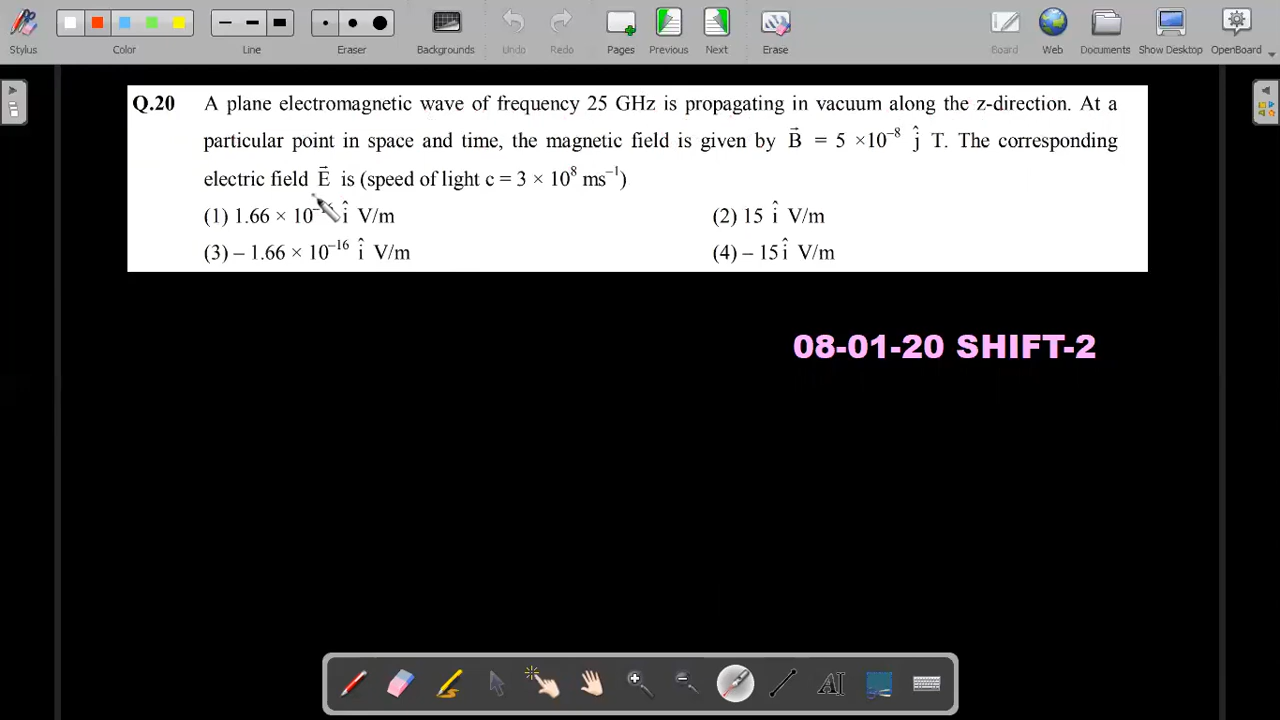 Stylus Color Line Eraser Backgrounds Undo Redo Pages Previous Next Erase Board Web Documents Show Desktop OpenBoard
Q.20 A plane electromagnetic wave of frequency 25 GHz is propagating in vacuum along the z-direction. At a
particular point in space and time, the magnetic field is given by B⃗ = 5 ×10⁻⁸ ĵ T. The corresponding
electric field E⃗ is (speed of light c = 3 × 10⁸ ms⁻¹)
(1) 1.66 × 10 î V/m (2) 15 î V/m
(3) – 1.66 × 10⁻¹⁶ î V/m (4) – 15 î V/m
08-01-20 SHIFT-2